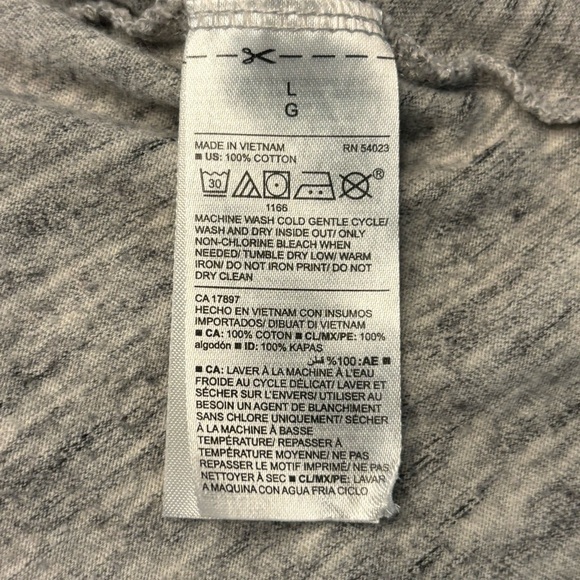 L
G
MADE IN VIETNAM RN 54023
■ US: 100% COTTON
30 ®
1166
MACHINE WASH COLD GENTLE CYCLE/
WASH AND DRY INSIDE OUT/ ONLY
NON-CHLORINE BLEACH WHEN
NEEDED/ TUMBLE DRY LOW/ WARM
IRON/ DO NOT IRON PRINT/ DO NOT
DRY CLEAN
CA 17897
HECHO EN VIETNAM CON INSUMOS
IMPORTADOS/ DIBUAT DI VIETNAM
■ CA: 100% COTON ■ CL/MX/PE: 100%
algodón ■ ID: 100% KAPAS
■ AE: %100 قطن
■ CA: LAVER À LA MACHINE À L'EAU
FROIDE AU CYCLE DÉLICAT/ LAVER ET
SÉCHER SUR L'ENVERS/ UTILISER AU
BESOIN UN AGENT DE BLANCHIMENT
SANS CHLORE UNIQUEMENT/ SÉCHER
À LA MACHINE À BASSE
TEMPÉRATURE/ REPASSER À
TEMPÉRATURE MOYENNE/ NE PAS
REPASSER LE MOTIF IMPRIMÉ/ NE PAS
NETTOYER À SEC ■ CL/MX/PE: LAVAR
A MAQUINA CON AGUA FRIA CICLO